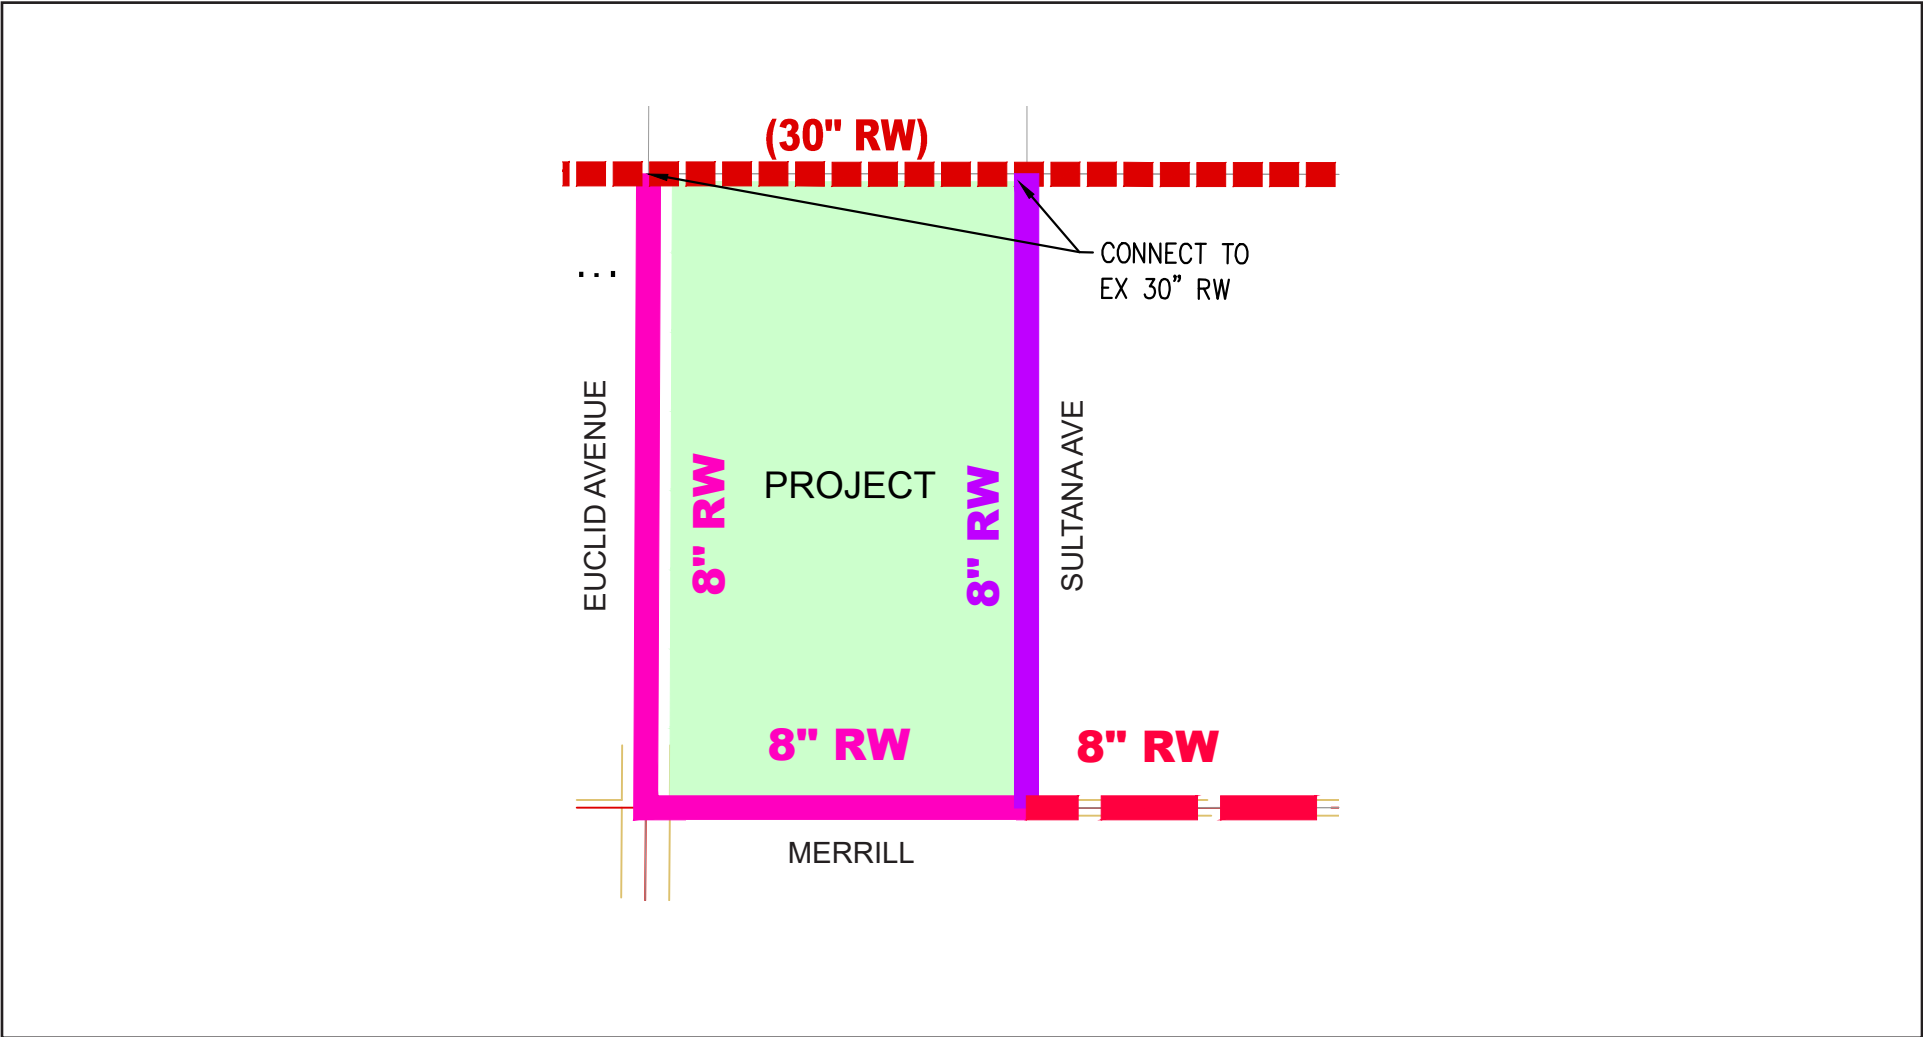 (30" RW)
CONNECT TO
EX 30" RW
...
EUCLID AVENUE
8" RW
PROJECT
8" RW
SULTANA AVE
8" RW
8" RW
MERRILL